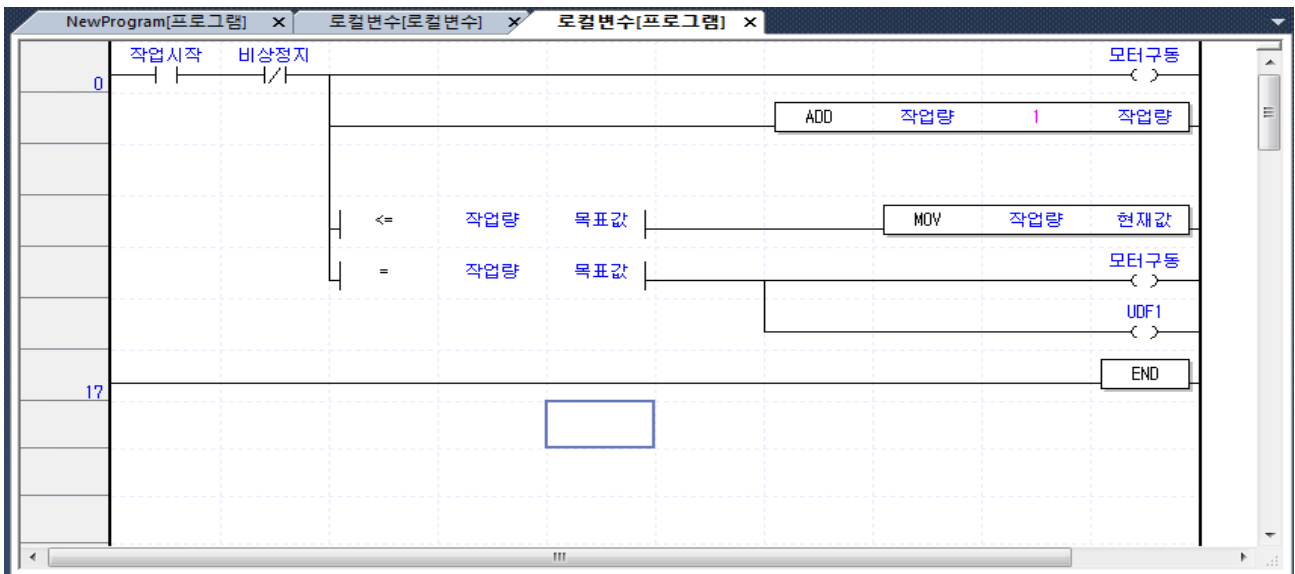 NewProgram[프로그램] 로컬변수[로컬변수] 로컬변수[프로그램]
작업시작 비상정지 모터구동
0
ADD 작업량 1 작업량
<= 작업량 목표값 MOV 작업량 현재값
모터구동
= 작업량 목표값
UDF1
END
17